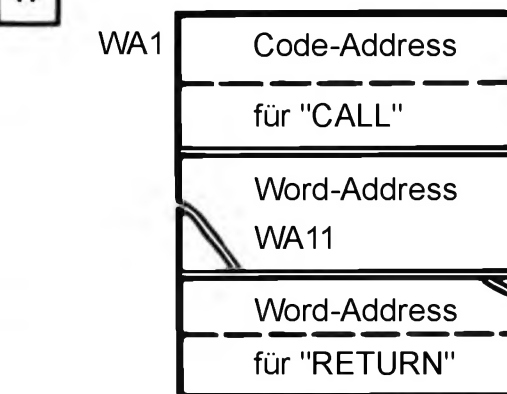 WA1
Code-Address
für "CALL"
Word-Address
WA11
Word-Address
für "RETURN"